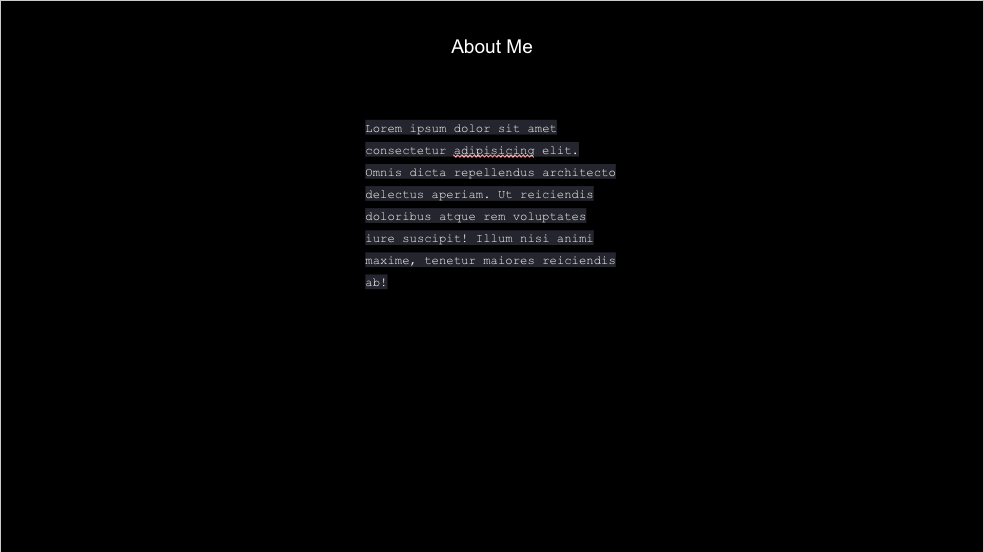 About Me
Lorem ipsum dolor sit amet
consectetur adipisicing elit.
Omnis dicta repellendus architecto
delectus aperiam. Ut reiciendis
doloribus atque rem voluptates
iure suscipit! Illum nisi animi
maxime, tenetur maiores reiciendis
ab!